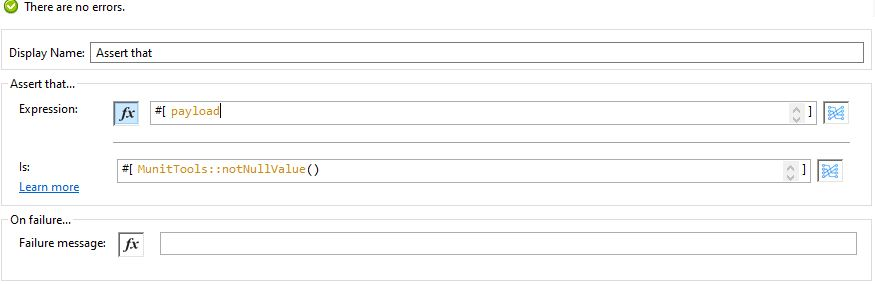 There are no errors.
Display Name: Assert that
Assert that...
Expression: fx #[ payload ]
Is: #[ MunitTools::notNullValue() ]
Learn more
On failure...
Failure message: fx